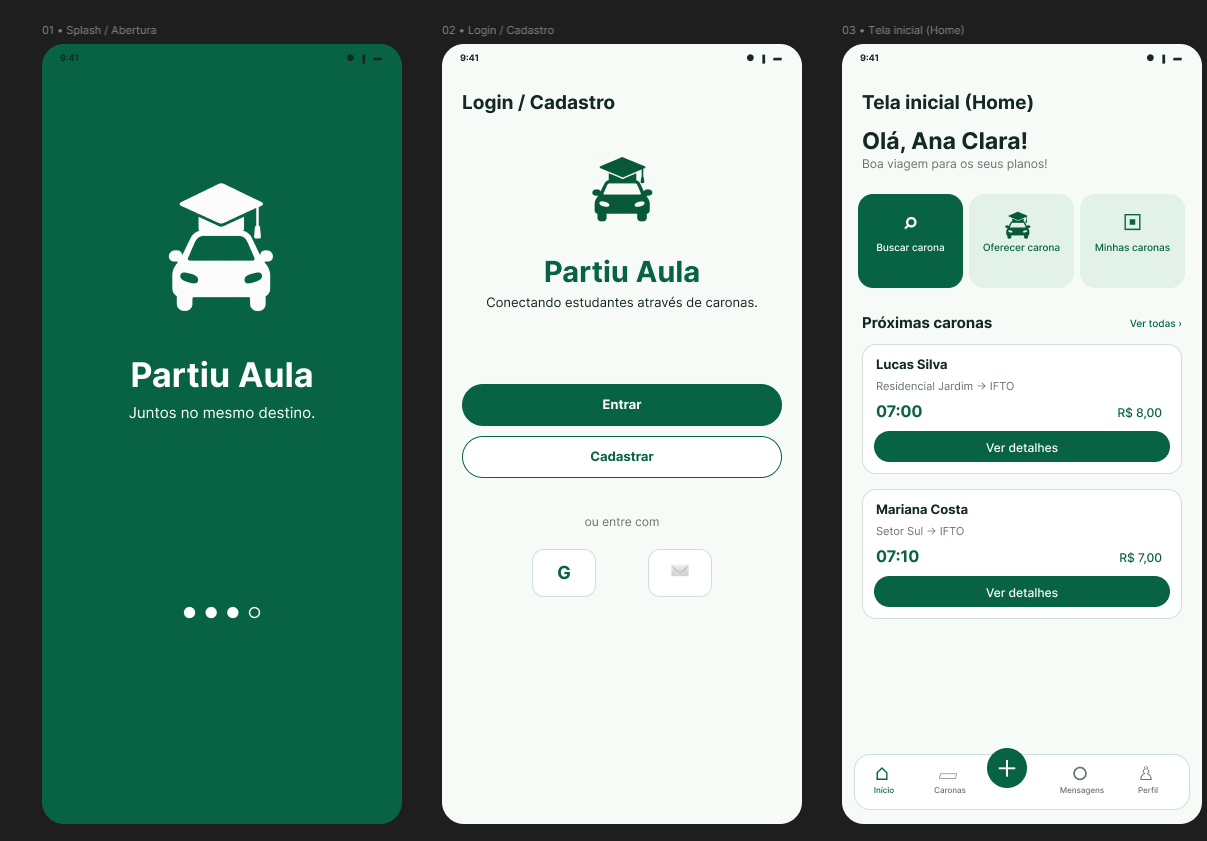 01 • Splash / Abertura
9:41
Partiu Aula
Juntos no mesmo destino.
02 • Login / Cadastro
9:41
Login / Cadastro
Partiu Aula
Conectando estudantes através de caronas.
Entrar
Cadastrar
ou entre com
G
03 • Tela inicial (Home)
9:41
Tela inicial (Home)
Olá, Ana Clara!
Boa viagem para os seus planos!
Buscar carona
Oferecer carona
Minhas caronas
Próximas caronas
Ver todas ›
Lucas Silva
Residencial Jardim → IFTO
07:00
R$ 8,00
Ver detalhes
Mariana Costa
Setor Sul → IFTO
07:10
R$ 7,00
Ver detalhes
Início
Caronas
Mensagens
Perfil